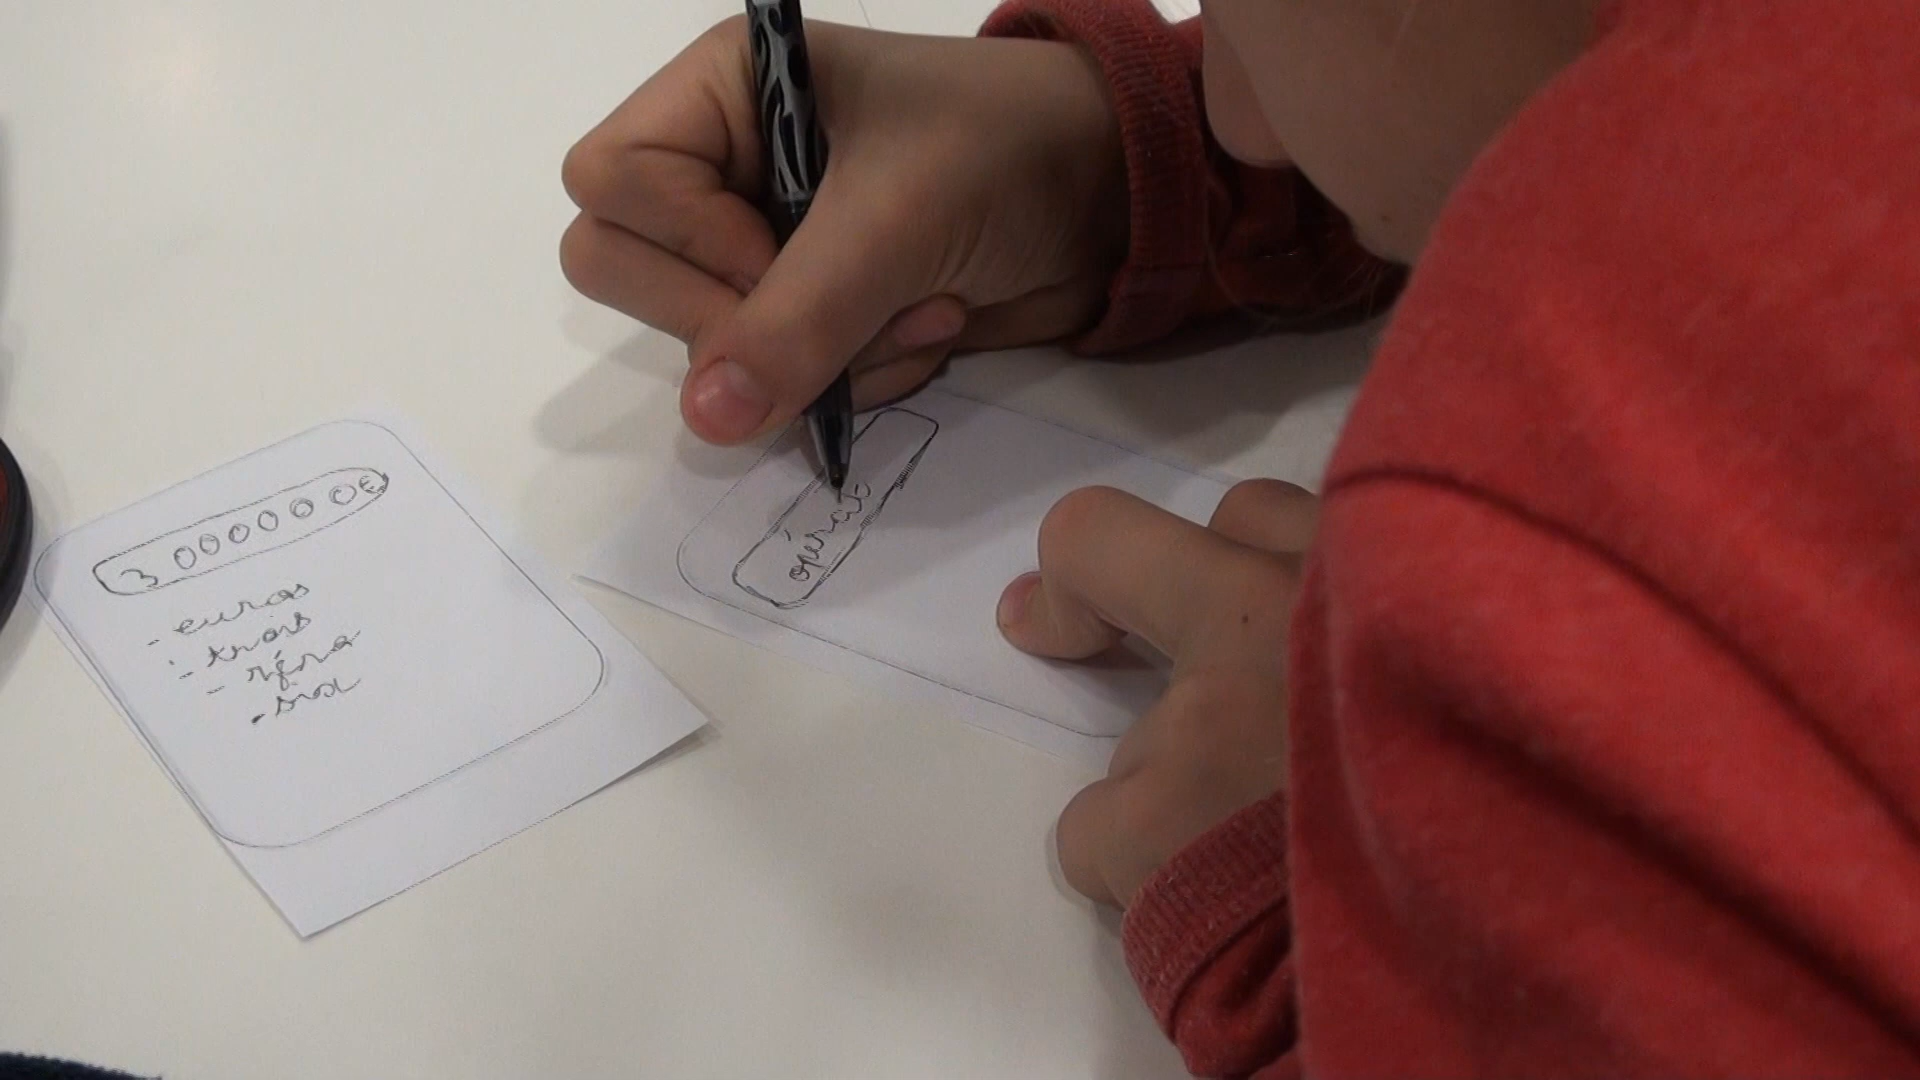 3 000000€
- euros
- trois
- zéro
- six
opérat